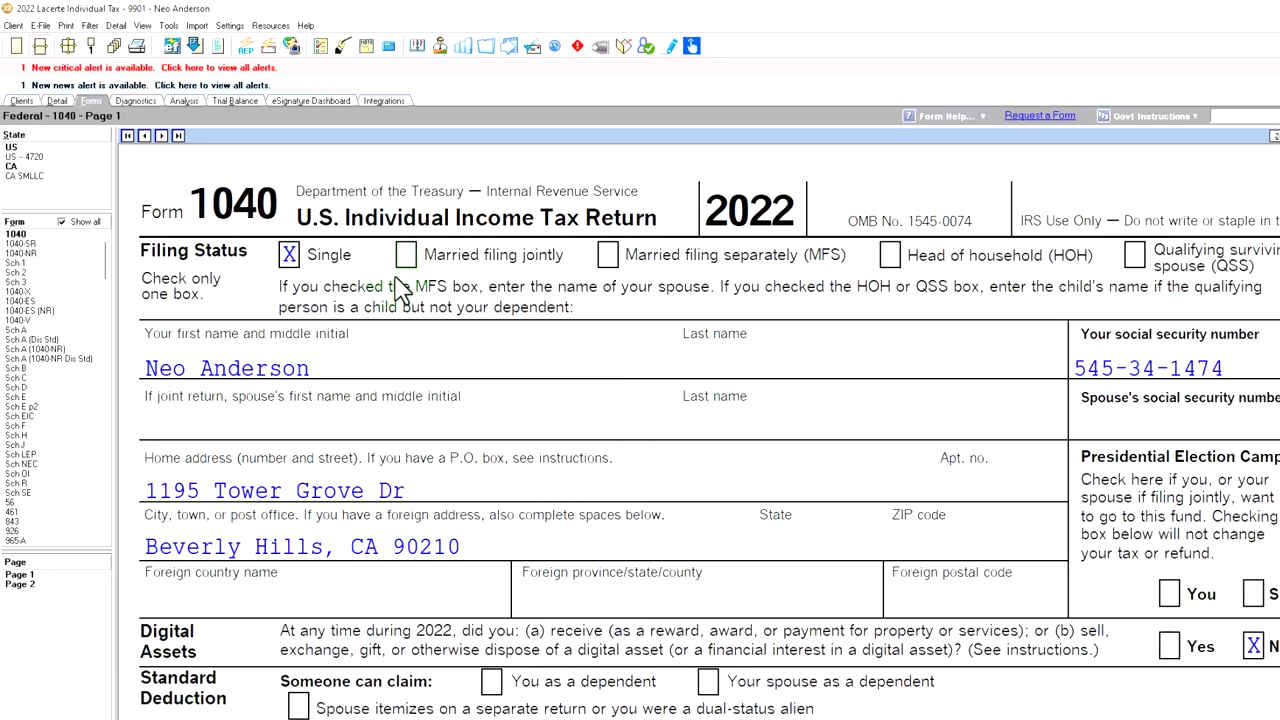 2022 Lacerte Individual Tax - 9901 - Neo Anderson
Client E-File Print Filter Detail View Tools Import Settings Resources Help
1 New critical alert is available. Click here to view all alerts.
1 New news alert is available. Click here to view all alerts.
Clients Detail Forms Diagnostics Analysis Trial Balance eSignature Dashboard Integrations
Federal - 1040 - Page 1 Form Help... Request a Form Govt Instructions
State
US
US - 4720
CA
CA SMLLC
Form Show all
1040
1040-SR
1040-NR
Sch 1
Sch 2
Sch 3
1040-X
1040-ES
1040-ES (NR)
1040-V
Sch A
Sch A (Dis Std)
Sch A (1040-NR)
Sch A (1040-NR Dis Std)
Sch B
Sch C
Sch D
Sch E
Sch E p2
Sch EIC
Sch F
Sch H
Sch J
Sch LEP
Sch NEC
Sch OI
Sch R
Sch SE
56
461
843
926
965-A
Page
Page 1
Page 2
Form 1040 Department of the Treasury — Internal Revenue Service
U.S. Individual Income Tax Return 2022 OMB No. 1545-0074 IRS Use Only — Do not write or staple in t
Filing Status X Single Married filing jointly Married filing separately (MFS) Head of household (HOH) Qualifying survivi
spouse (QSS)
Check only
one box.
If you checked the MFS box, enter the name of your spouse. If you checked the HOH or QSS box, enter the child's name if the qualifying
person is a child but not your dependent:
Your first name and middle initial Last name Your social security number
Neo Anderson 545-34-1474
If joint return, spouse's first name and middle initial Last name Spouse's social security numbe
Home address (number and street). If you have a P.O. box, see instructions. Apt. no.
1195 Tower Grove Dr
City, town, or post office. If you have a foreign address, also complete spaces below. State ZIP code
Beverly Hills, CA 90210
Foreign country name Foreign province/state/county Foreign postal code
Presidential Election Camp
Check here if you, or your
spouse if filing jointly, want
to go to this fund. Checking
box below will not change
your tax or refund.
You S
Digital
Assets
At any time during 2022, did you: (a) receive (as a reward, award, or payment for property or services); or (b) sell,
exchange, gift, or otherwise dispose of a digital asset (or a financial interest in a digital asset)? (See instructions.)
Yes X N
Standard
Deduction
Someone can claim: You as a dependent Your spouse as a dependent
Spouse itemizes on a separate return or you were a dual-status alien